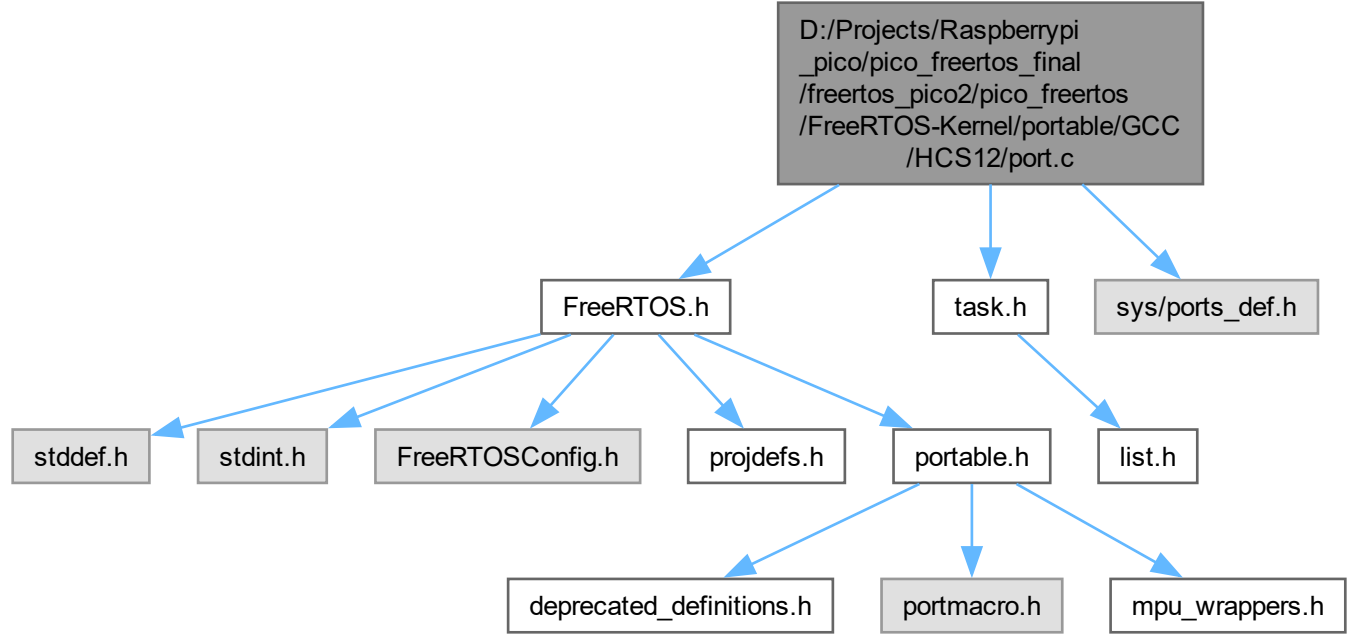 D:/Projects/Raspberrypi
_pico/pico_freertos_final
/freertos_pico2/pico_freertos
/FreeRTOS-Kernel/portable/GCC
/HCS12/port.c
FreeRTOS.h
task.h
sys/ports_def.h
stddef.h
stdint.h
FreeRTOSConfig.h
projdefs.h
portable.h
list.h
deprecated_definitions.h
portmacro.h
mpu_wrappers.h